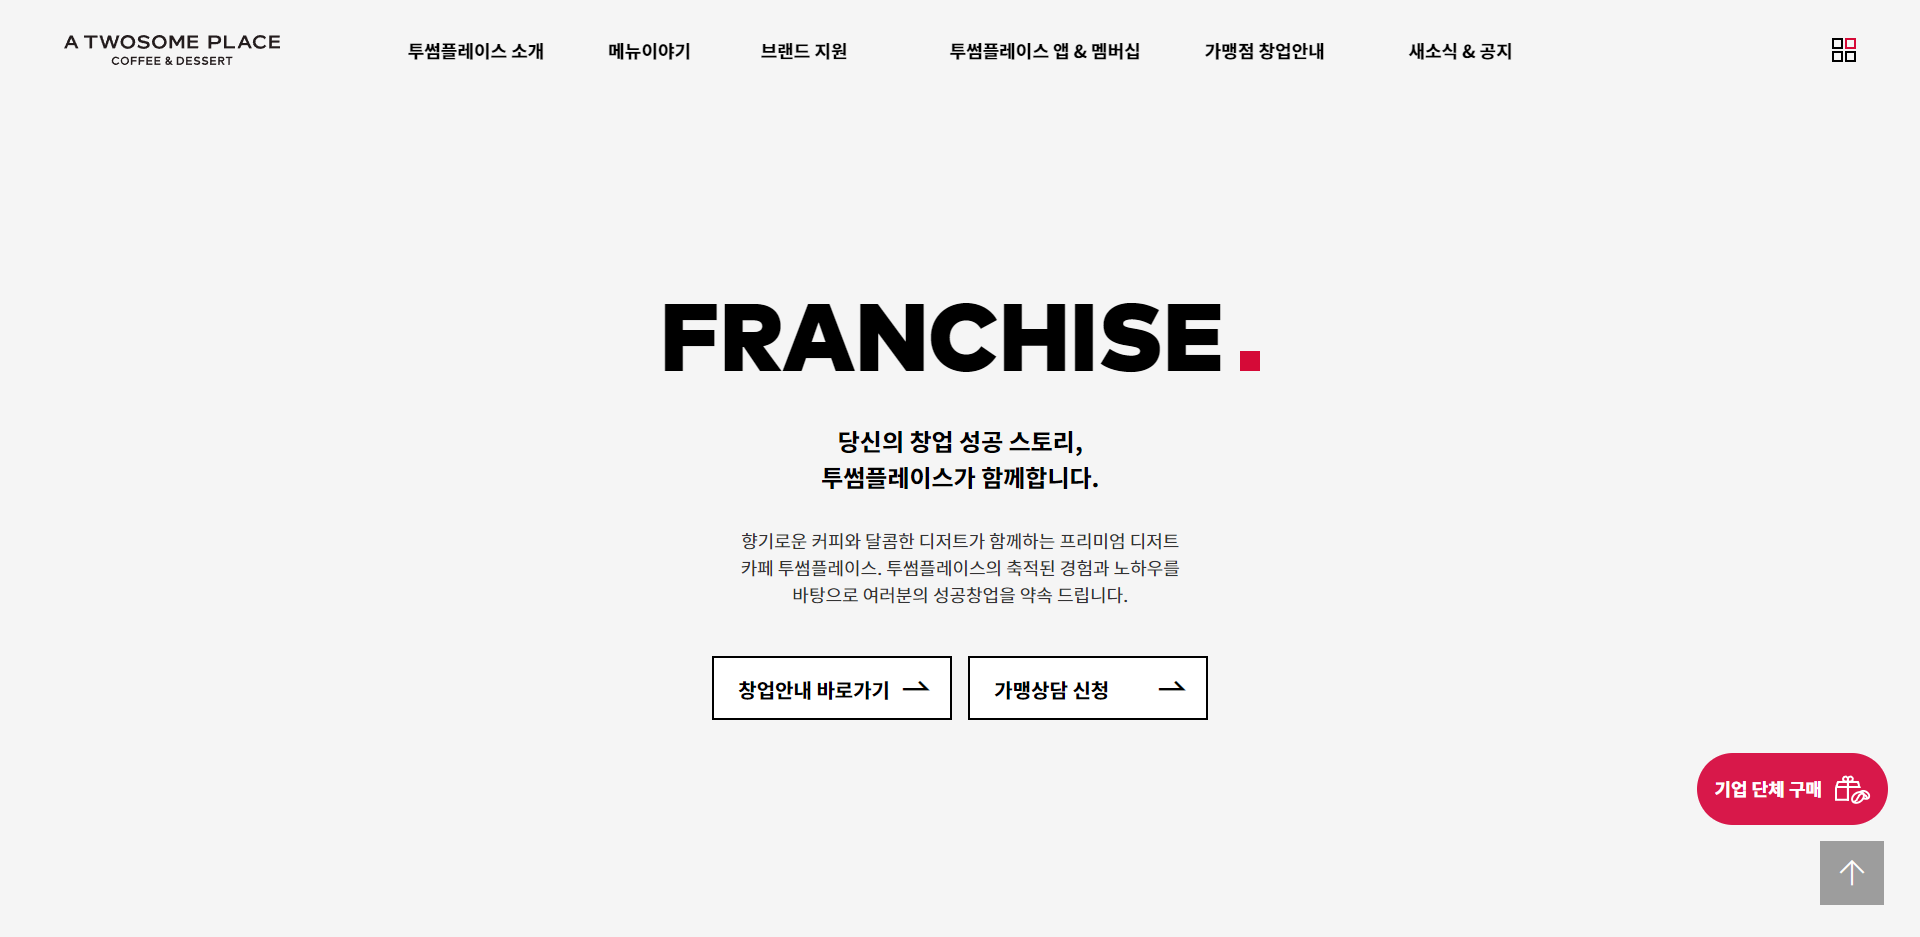 A TWOSOME PLACE
COFFEE & DESSERT
투썸플레이스 소개
메뉴이야기
브랜드 지원
투썸플레이스 앱 & 멤버십
가맹점 창업안내
새소식 & 공지
FRANCHISE.
당신의 창업 성공 스토리,
투썸플레이스가 함께합니다.
향기로운 커피와 달콤한 디저트가 함께하는 프리미엄 디저트
카페 투썸플레이스. 투썸플레이스의 축적된 경험과 노하우를
바탕으로 여러분의 성공창업을 약속 드립니다.
창업안내 바로가기
가맹상담 신청
기업 단체 구매